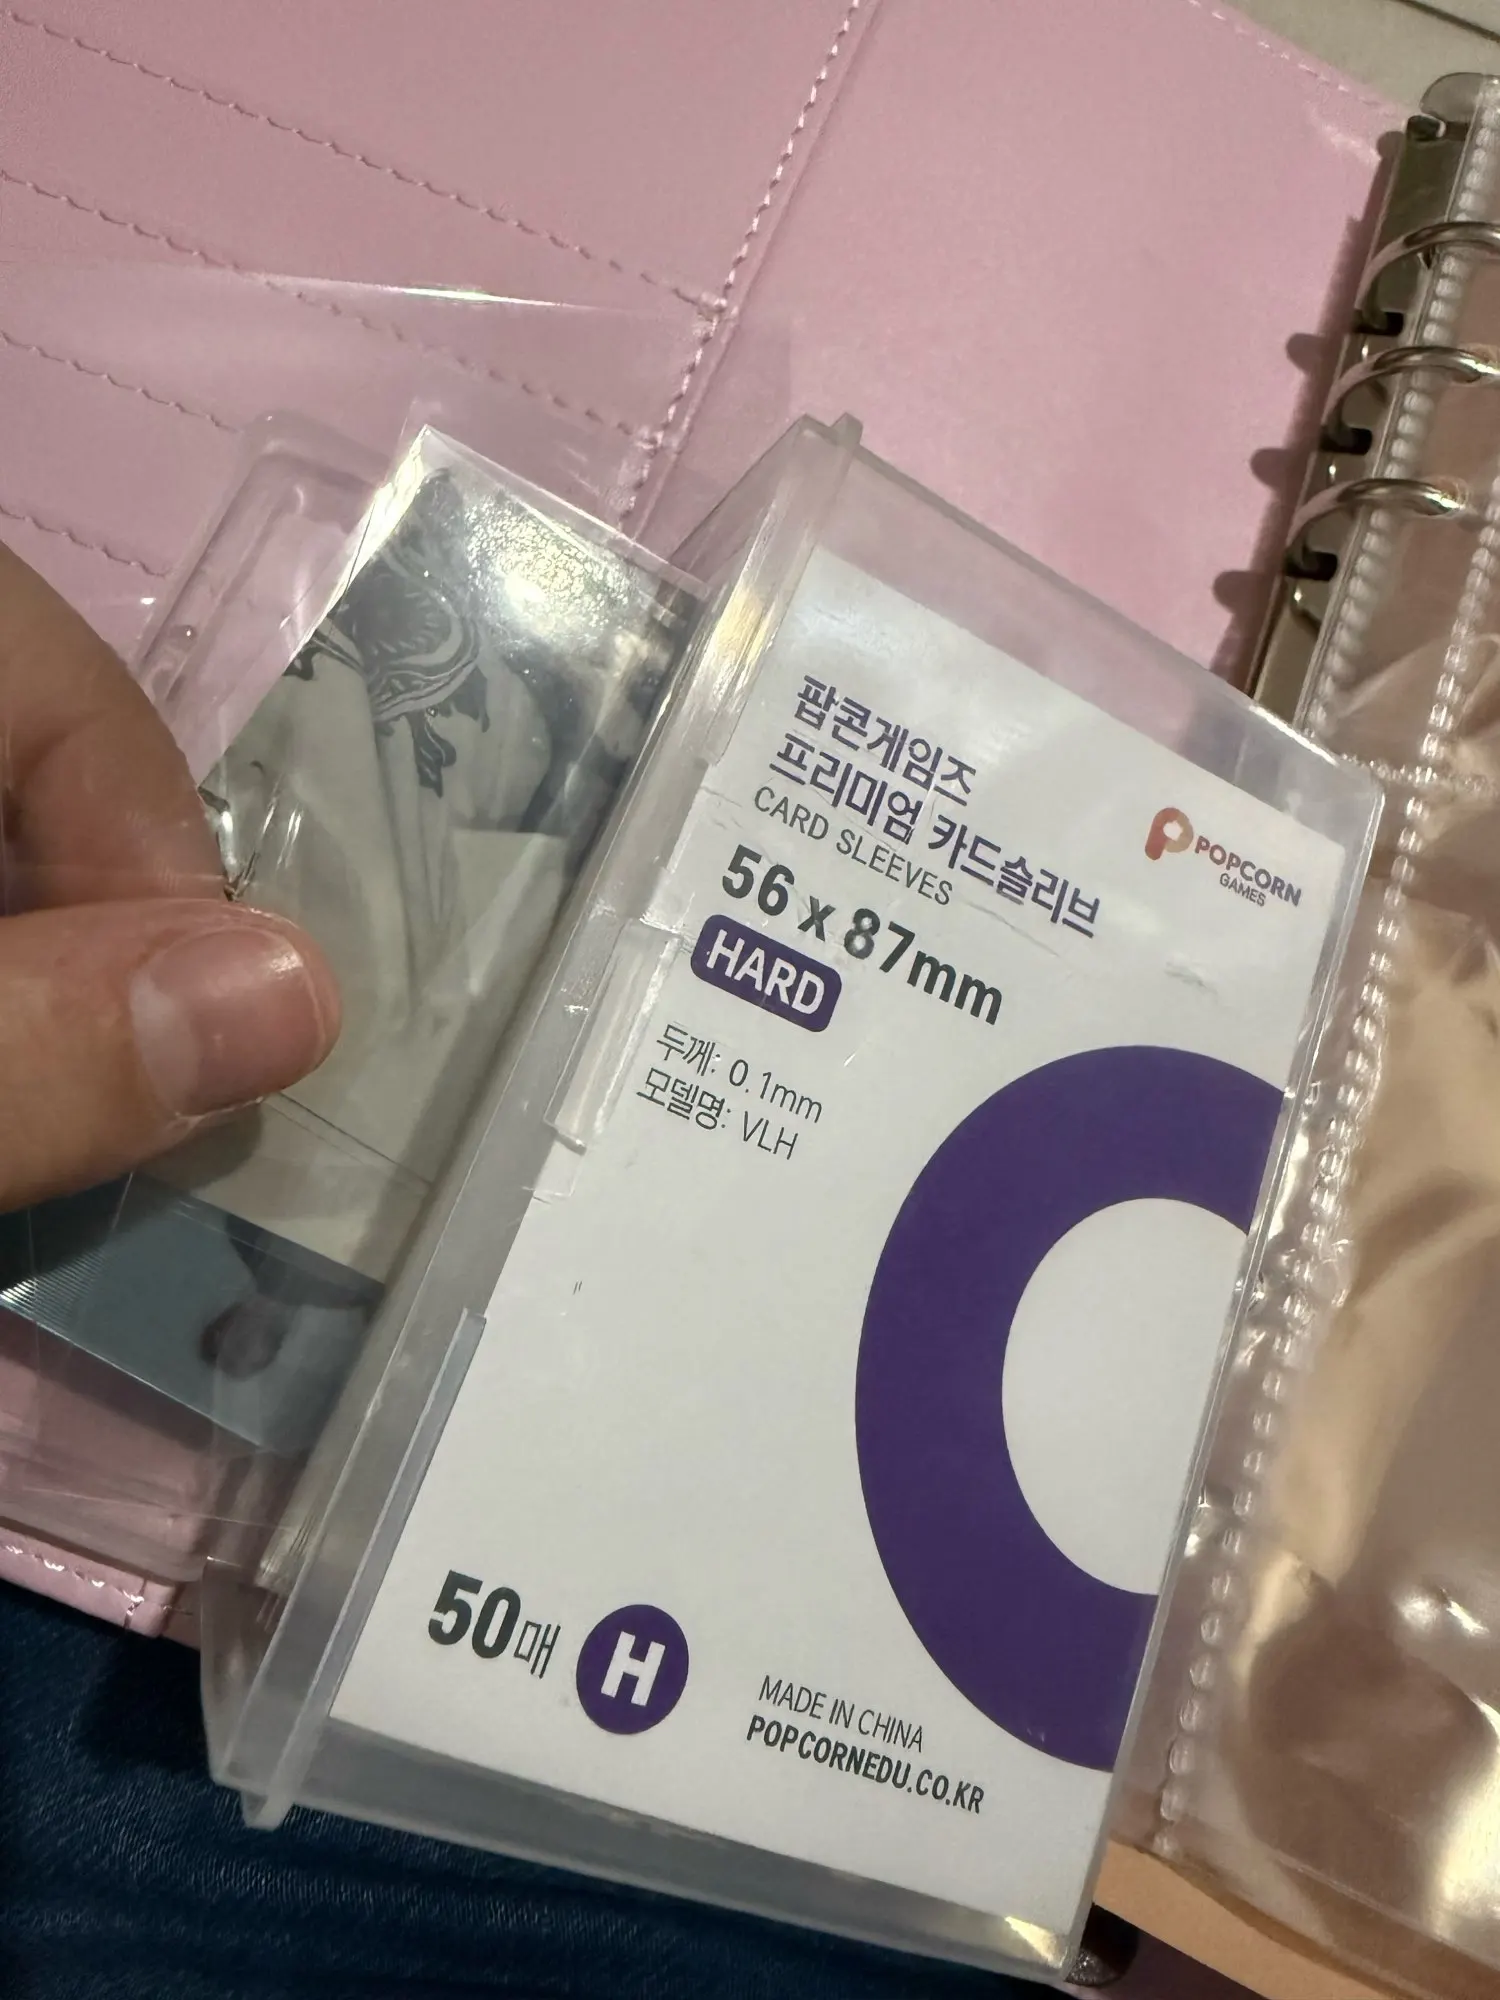 팝콘게임즈
프리미엄 카드슬리브
CARD SLEEVES
56 x 87mm
HARD
두께: 0.1mm
모델명: VLH
POPCORN
GAMES
50매
H
MADE IN CHINA
POPCORNEDU.CO.KR